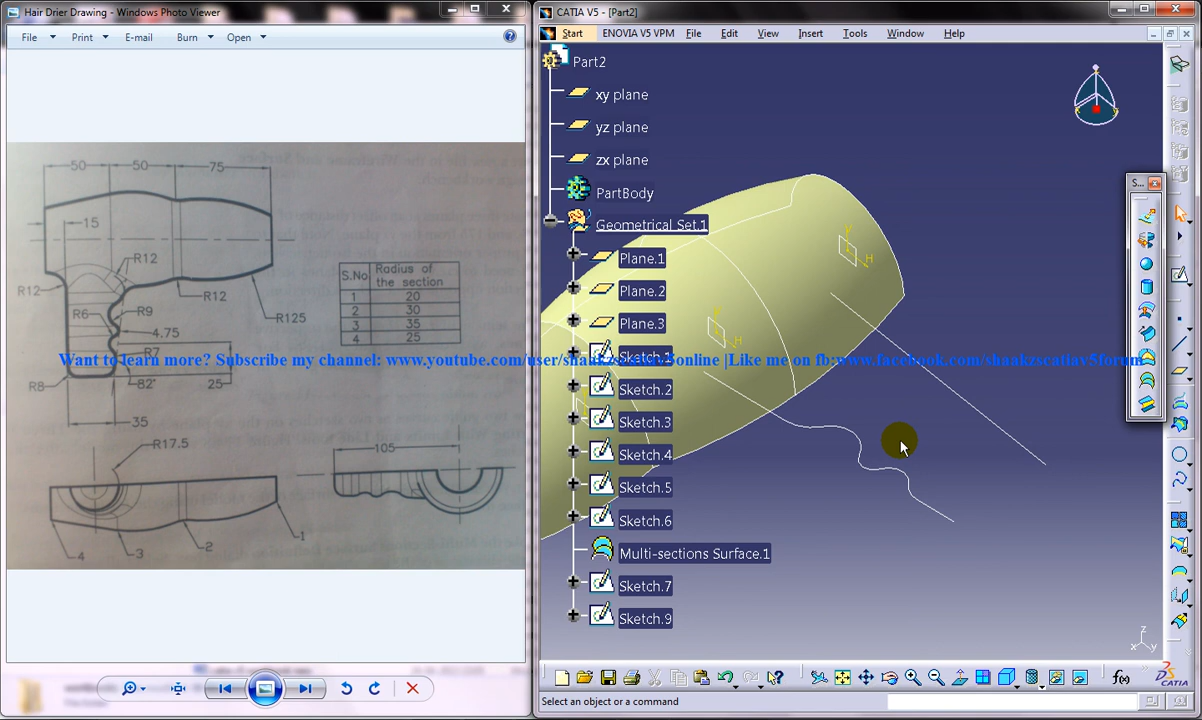 Hair Drier Drawing - Windows Photo Viewer
File Print E-mail Burn Open
50 50 75
15
R12
R12
R12
R125
R9
R6
4.75
R7
R8
82°
25
35
S.No Radius of the section
1 20
2 30
3 35
4 25
R17.5
105
1
2
3
4
CATIA V5 - [Part2]
Start ENOVIA V5 VPM File Edit View Insert Tools Window Help
Part2
xy plane
yz plane
zx plane
PartBody
Geometrical Set.1
Plane.1
Plane.2
Plane.3
Sketch.1
Sketch.2
Sketch.3
Sketch.4
Sketch.5
Sketch.6
Multi-sections Surface.1
Sketch.7
Sketch.9
V
H
V
H
S...
z
y
f(x)
CATIA
Select an object or a command
Want to learn more? Subscribe my channel: www.youtube.com/user/shaakzscatiav5online |Like me on fb:www.facebook.com/shaakzscatiav5forum